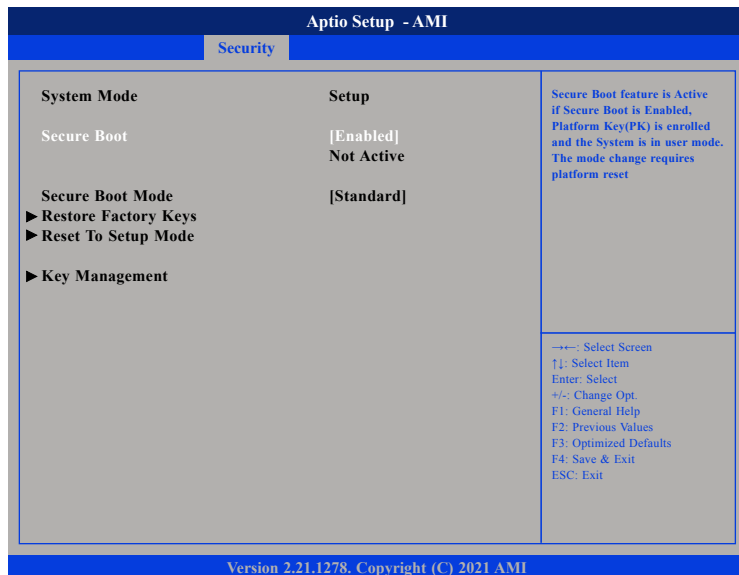 Aptio Setup - AMI
Security
System Mode Setup
Secure Boot [Enabled]
Not Active
Secure Boot Mode [Standard]
▶ Restore Factory Keys
▶ Reset To Setup Mode
▶ Key Management
Secure Boot feature is Active
if Secure Boot is Enabled,
Platform Key(PK) is enrolled
and the System is in user mode.
The mode change requires
platform reset
→←: Select Screen
↑↓: Select Item
Enter: Select
+/-: Change Opt.
F1: General Help
F2: Previous Values
F3: Optimized Defaults
F4: Save & Exit
ESC: Exit
Version 2.21.1278. Copyright (C) 2021 AMI